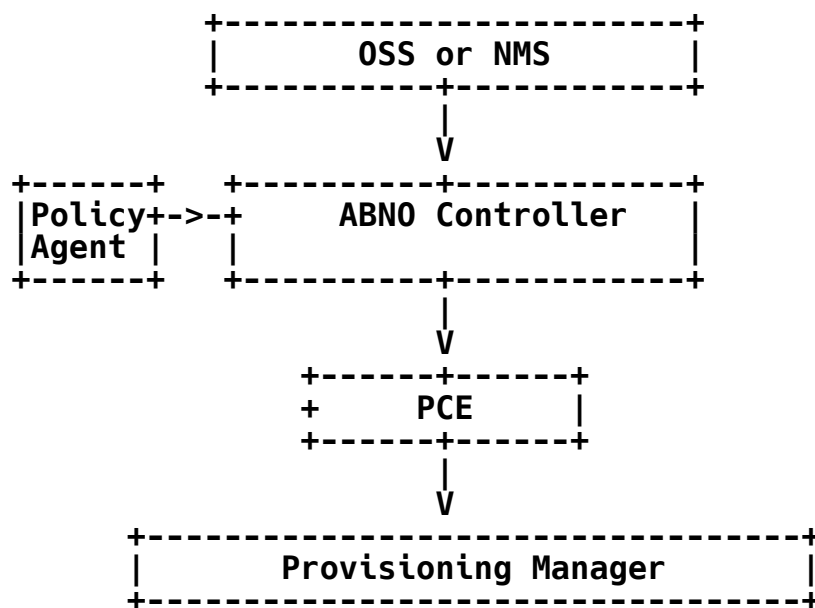 OSS or NMS
V
Policy ABNO Controller
Agent
V
PCE
V
Provisioning Manager